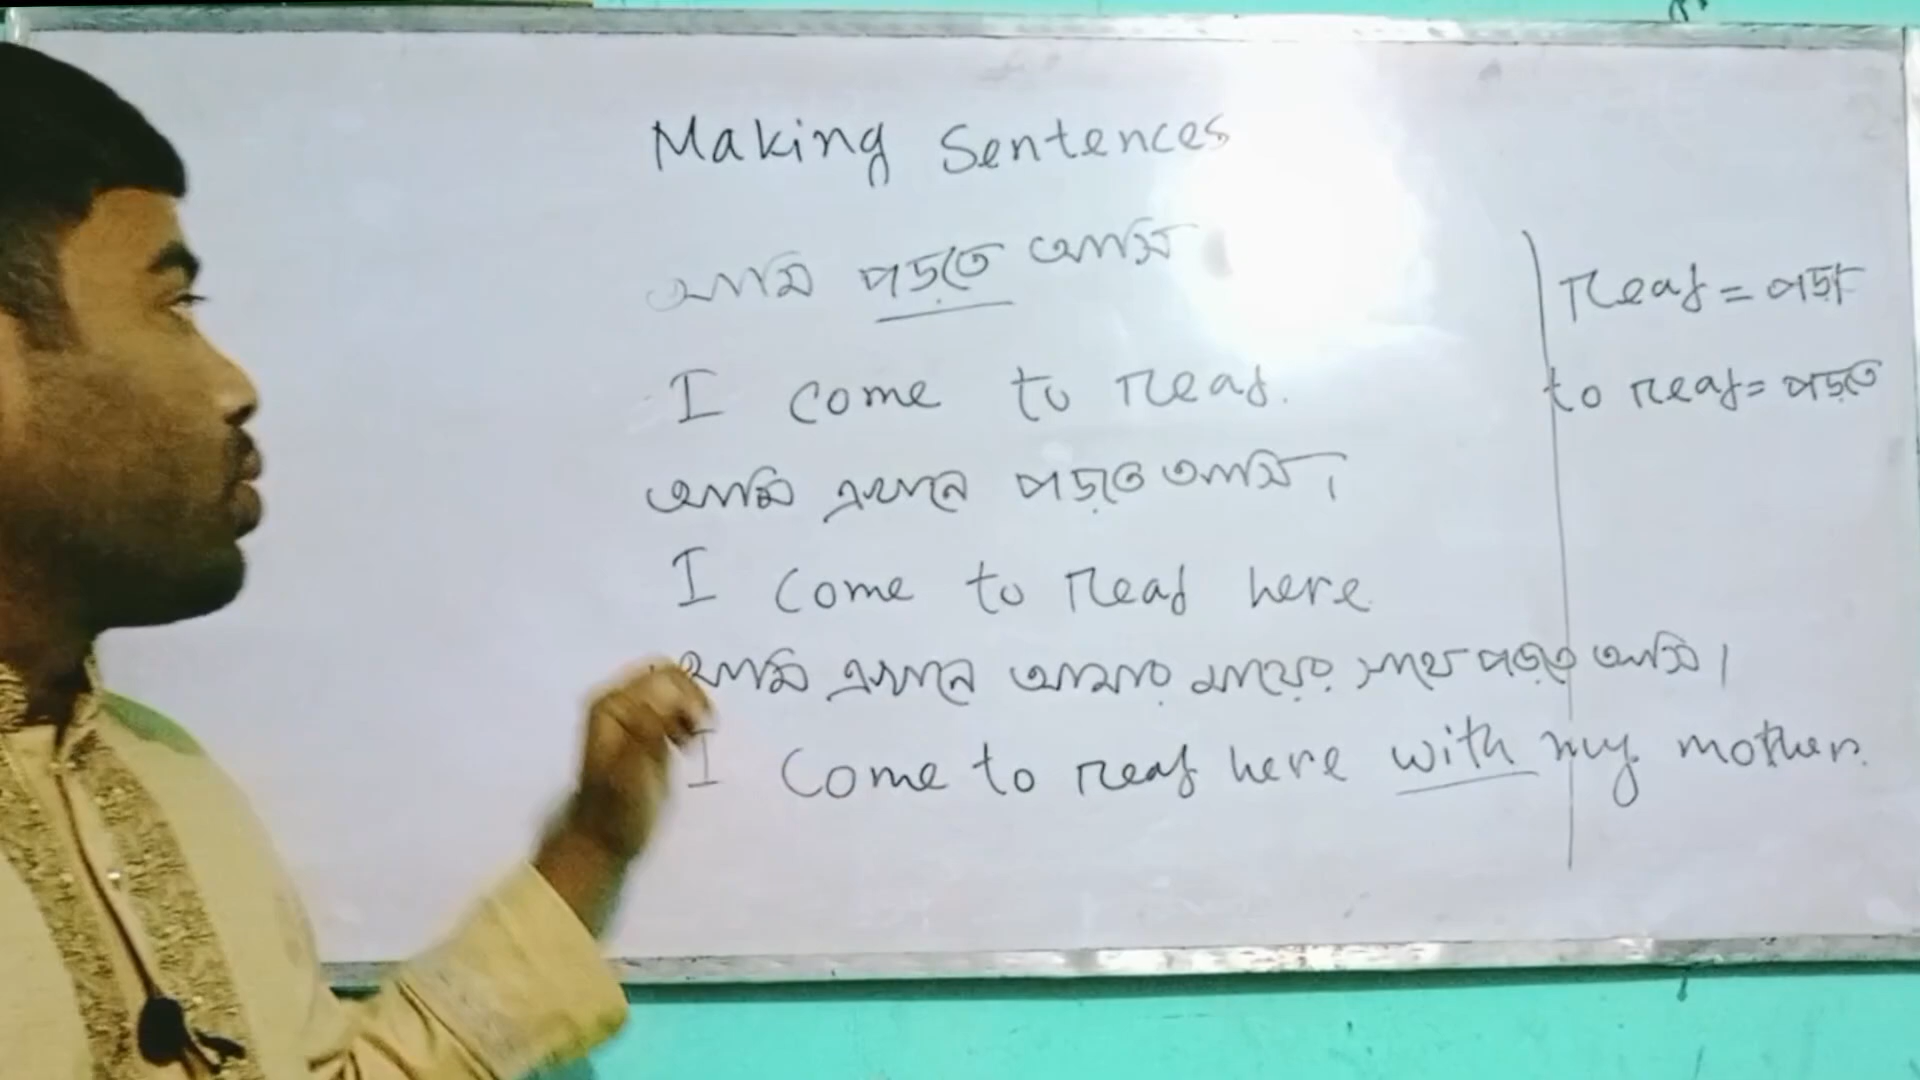 Making Sentences
আমি পড়তে আসি
I come to read.
আমি এখানে পড়তে আসি।
I come to read here
আমি এখানে আমার মায়ের সাথে পড়তে আসি।
I come to read here with my mother.
read = পড়া
to read = পড়তে